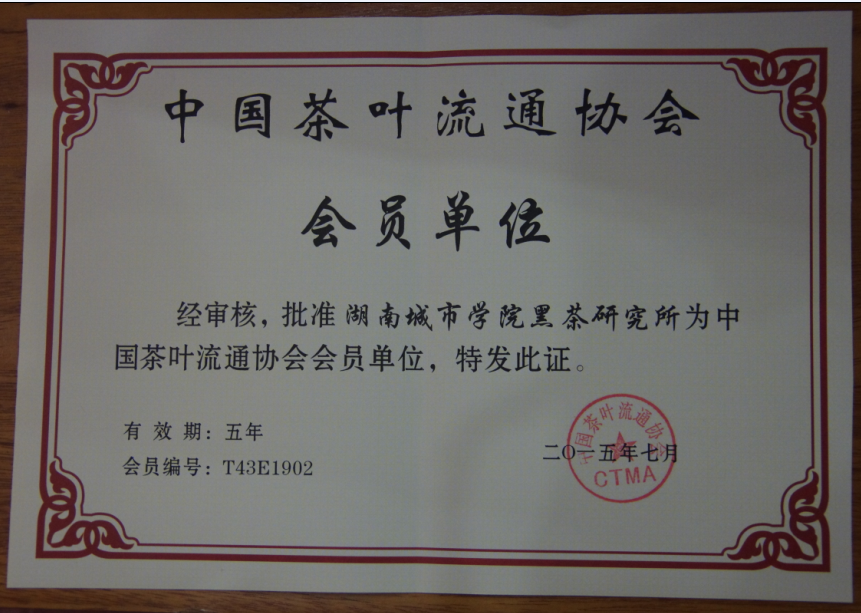 中国茶叶流通协会
会员单位
经审核，批准湖南城市学院黑茶研究所为中
国茶叶流通协会会员单位，特发此证。
有 效 期：五年
会员编号：T43E1902
二〇一五年七月
中国茶叶流通协会
CTMA